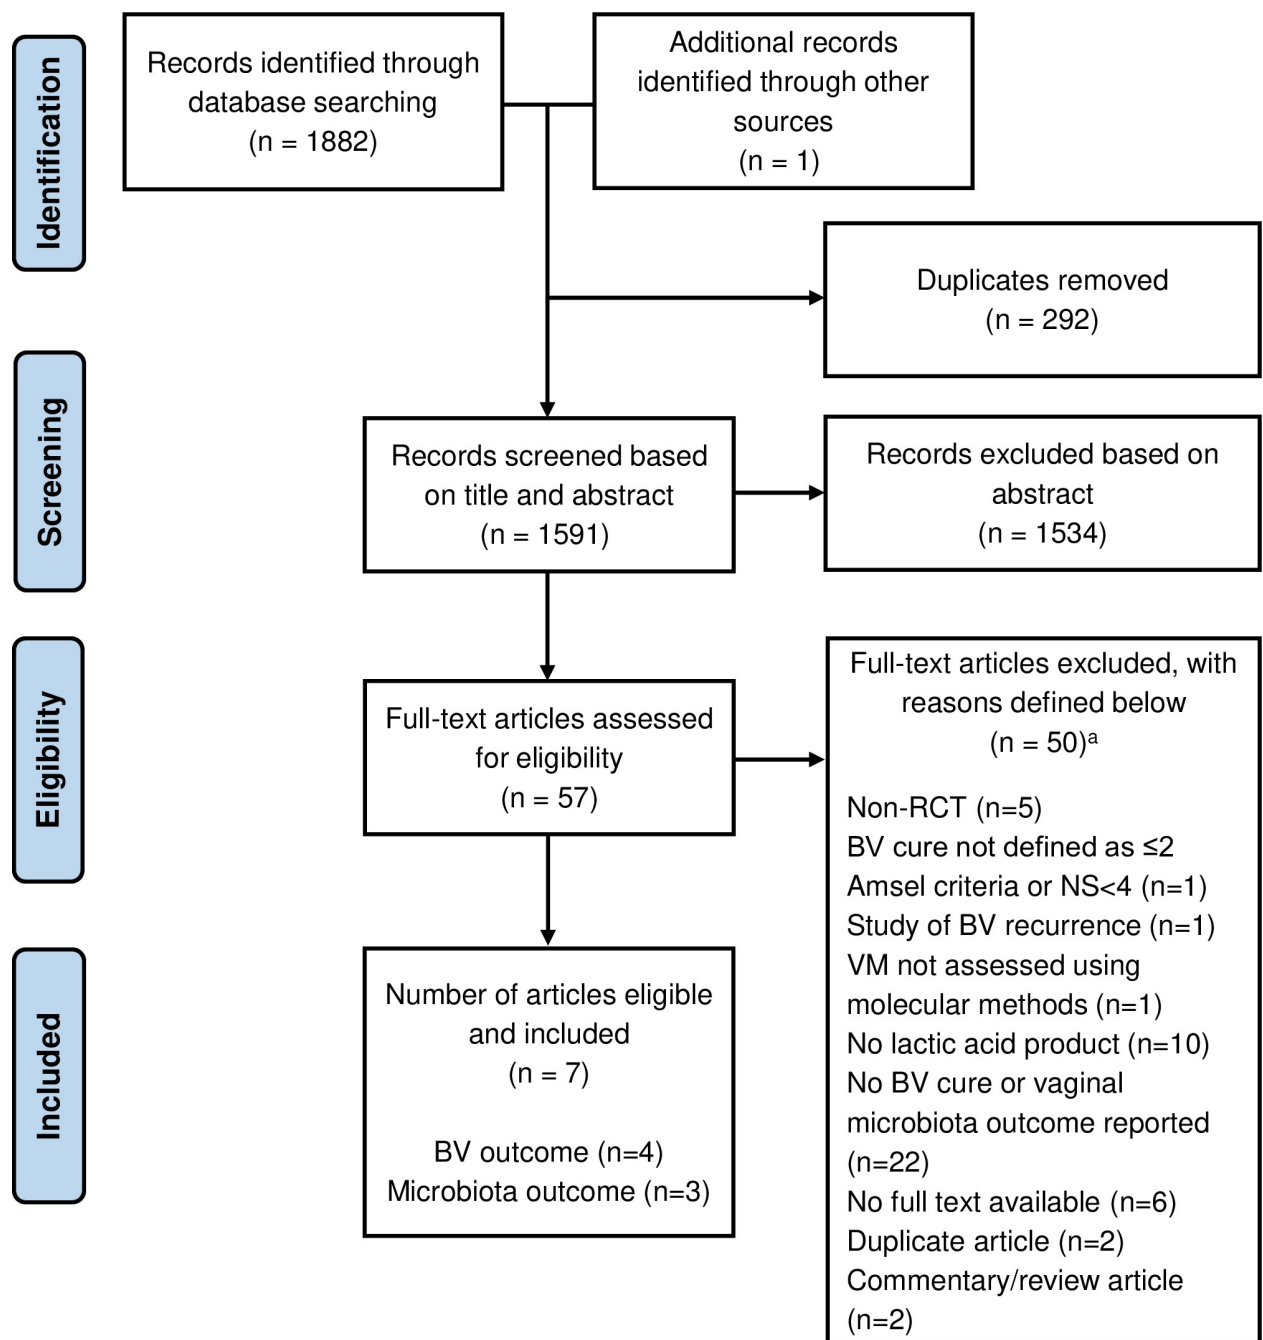 Identification
Records identified through
database searching
(n = 1882)
Additional records
identified through other
sources
(n = 1)
Duplicates removed
(n = 292)
Screening
Records screened based
on title and abstract
(n = 1591)
Records excluded based on
abstract
(n = 1534)
Eligibility
Full-text articles assessed
for eligibility
(n = 57)
Full-text articles excluded, with
reasons defined below
(n = 50)ᵃ
Non-RCT (n=5)
BV cure not defined as ≤2
Amsel criteria or NS<4 (n=1)
Study of BV recurrence (n=1)
VM not assessed using
molecular methods (n=1)
No lactic acid product (n=10)
No BV cure or vaginal
microbiota outcome reported
(n=22)
No full text available (n=6)
Duplicate article (n=2)
Commentary/review article
(n=2)
Included
Number of articles eligible
and included
(n = 7)
BV outcome (n=4)
Microbiota outcome (n=3)